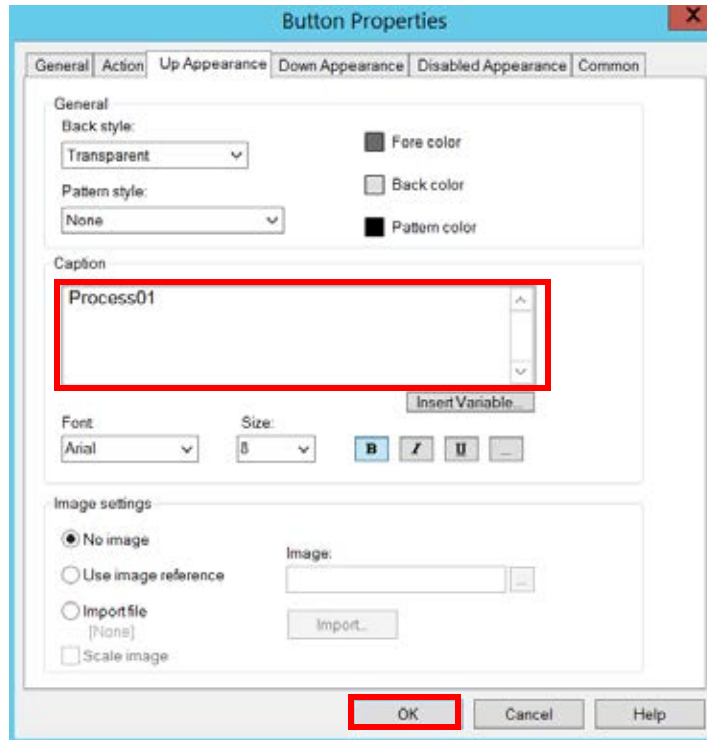 Button Properties
X
General Action Up Appearance Down Appearance Disabled Appearance Common
General
Back style:
Transparent
Fore color
Pattern style:
Back color
None
Pattern color
Caption
Process01
Insert Variable...
Font
Size:
Arial
8
B I U ...
Image settings
No image
Image:
Use image reference
...
Import file
[None]
Import...
Scale image
OK Cancel Help